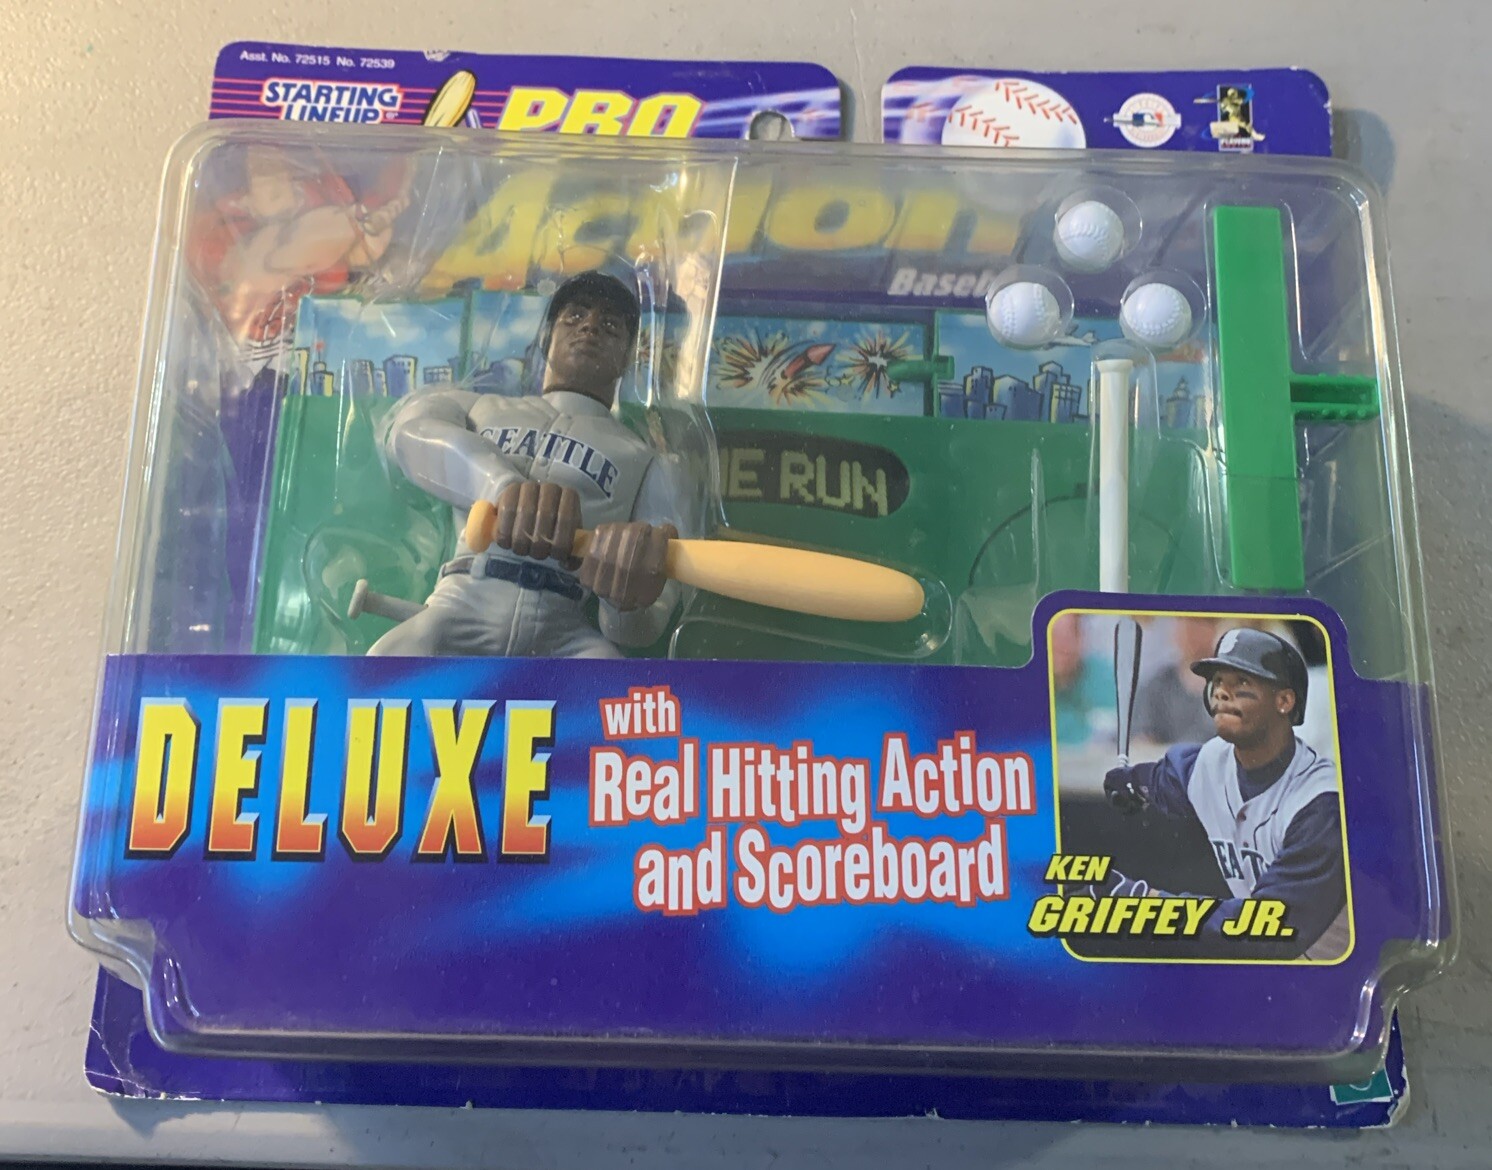 Asst. No. 72515 No. 72539
STARTING
LINEUP
PRO
Action
Baseb
SEATTLE
ME RUN
DELUXE
with
Real Hitting Action
and Scoreboard
KEN
GRIFFEY JR.